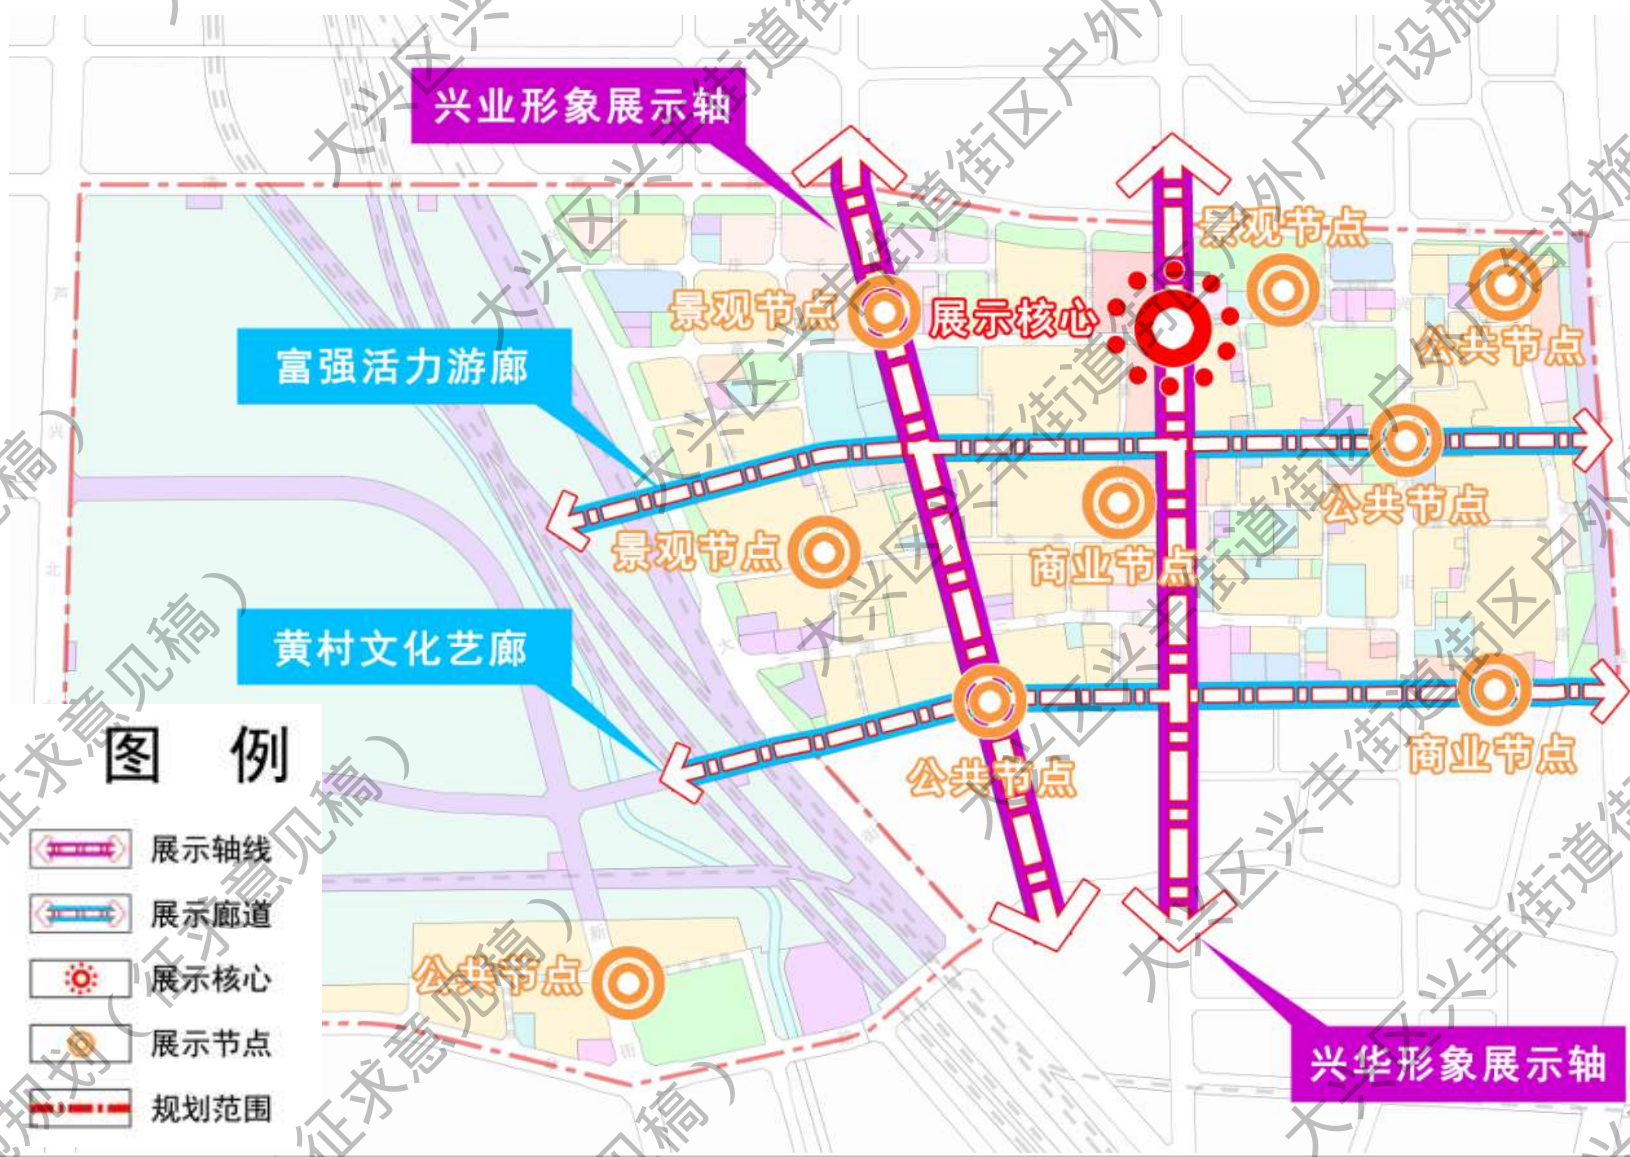 兴业形象展示轴
景观节点
景观节点
展示核心
公共节点
富强活力游廊
公共节点
景观节点
商业节点
黄村文化艺廊
公共节点
商业节点
公共节点
兴华形象展示轴
图 例
展示轴线
展示廊道
展示核心
展示节点
规划范围
大兴区兴丰街道街区户外广告设施
（征求意见稿）